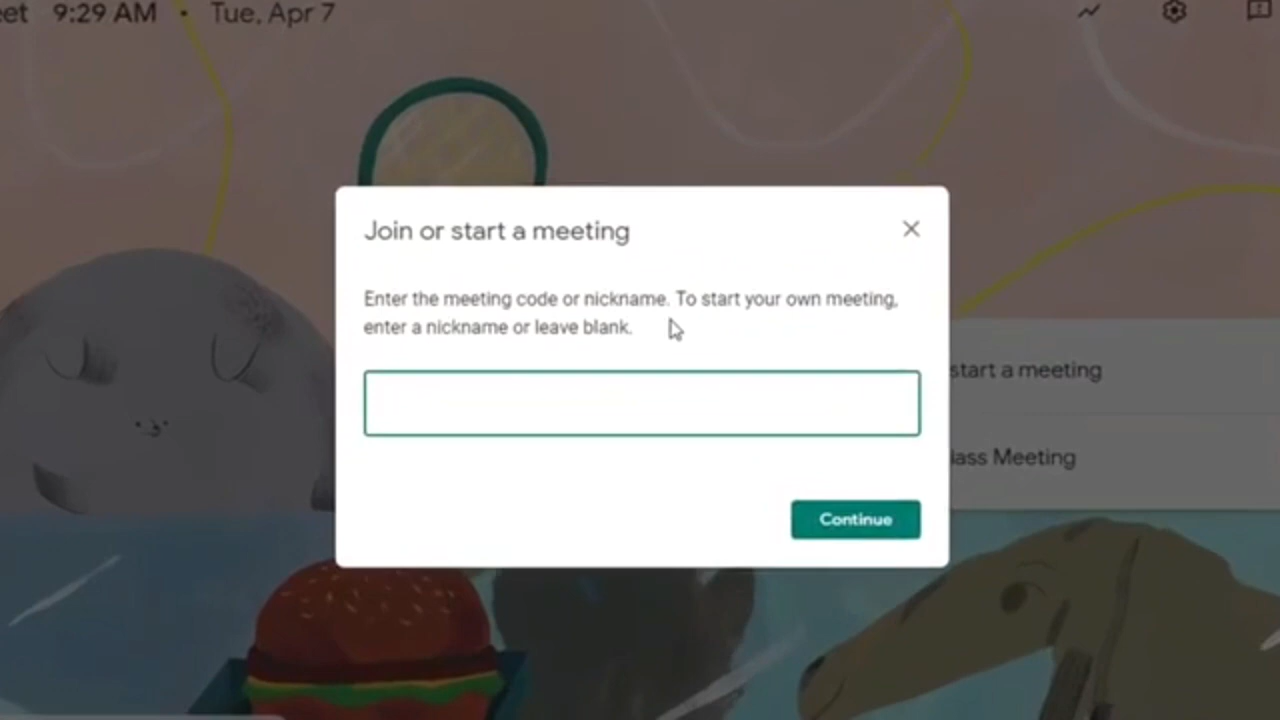 eet 9:29 AM • Tue, Apr 7
Join or start a meeting
Enter the meeting code or nickname. To start your own meeting,
enter a nickname or leave blank.
start a meeting
lass Meeting
Continue